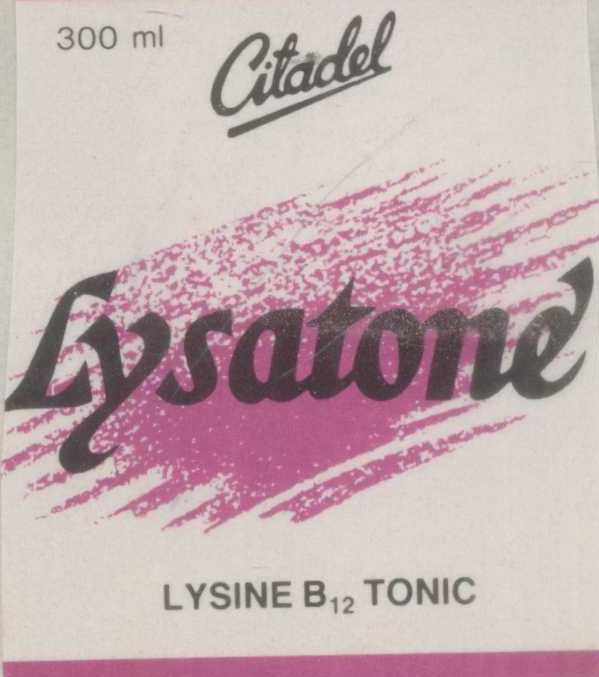 300 ml
Citadel
Lysatone
LYSINE B₁₂ TONIC